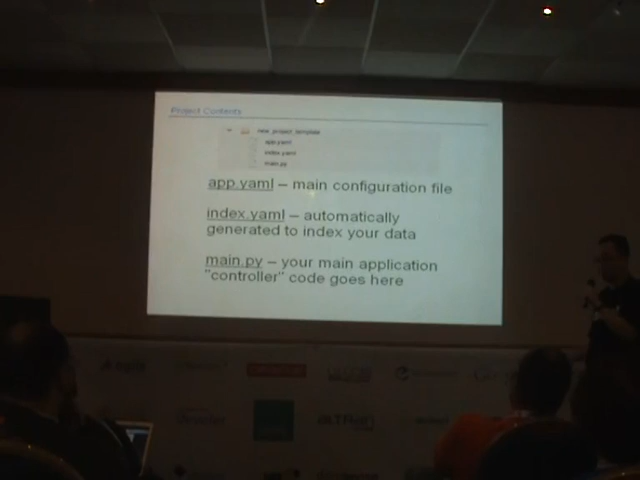 Project Contents
new_project_template
app.yaml
index.yaml
main.py
app.yaml – main configuration file
index.yaml – automatically
generated to index your data
main.py – your main application
"controller" code goes here